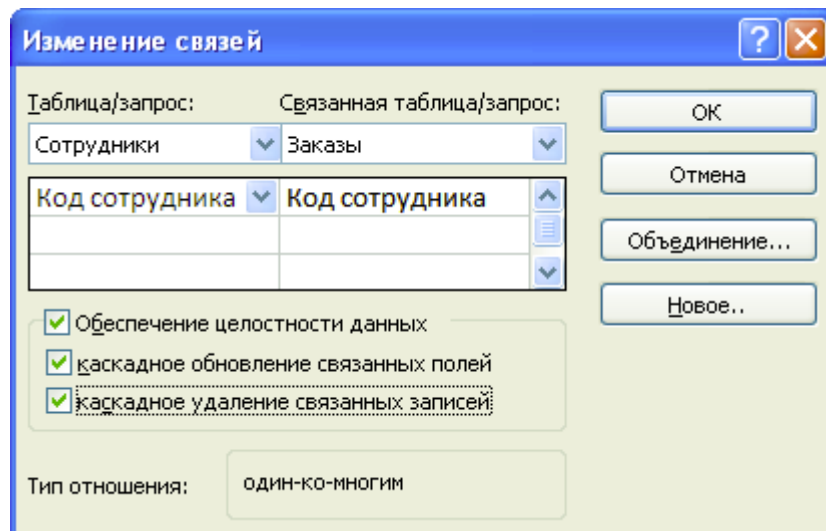 Изменение связей
Таблица/запрос: Связанная таблица/запрос:
Сотрудники Заказы
Код сотрудника Код сотрудника
Обеспечение целостности данных
каскадное обновление связанных полей
каскадное удаление связанных записей
Тип отношения: один-ко-многим
ОК
Отмена
Объединение...
Новое..